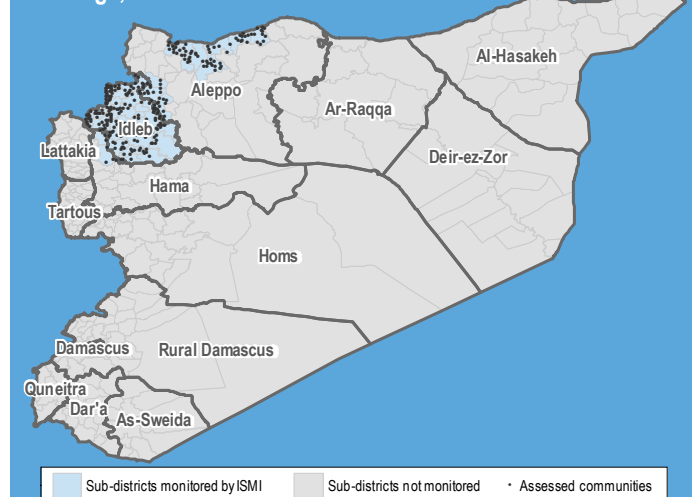 Al-Hasakeh
Aleppo
Ar-Raqqa
Idleb
Lattakia
Deir-ez-Zor
Hama
Tartous
Homs
Damascus
Rural Damascus
Quneitra
Dar'a
As-Sweida
Sub-districts monitored by ISMI
Sub-districts not monitored
Assessed communities